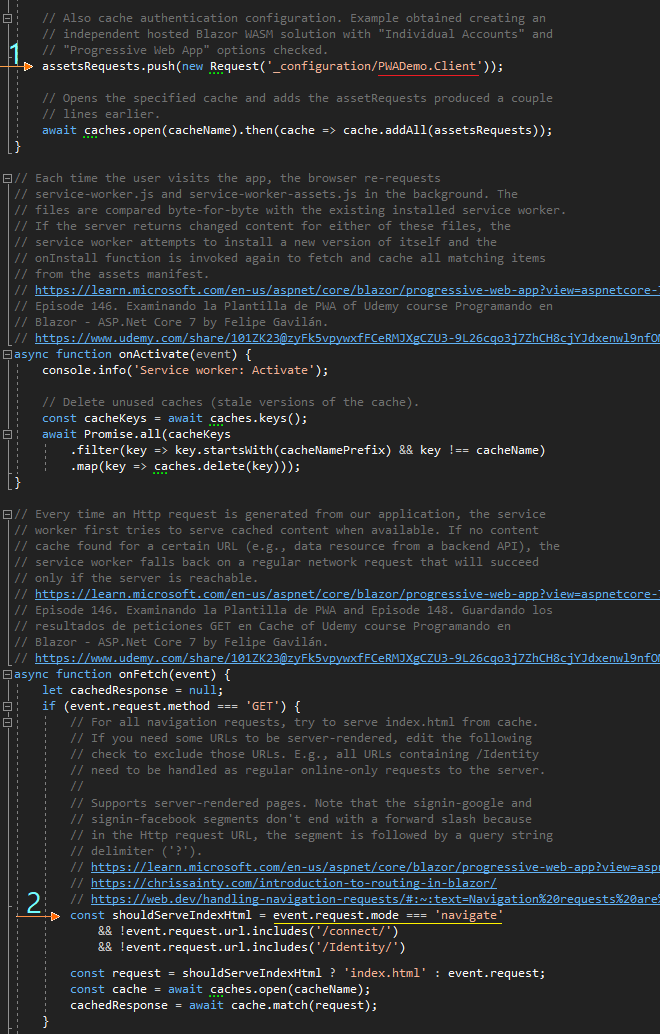 // Also cache authentication configuration. Example obtained creating an
// independent hosted Blazor WASM solution with "Individual Accounts" and
// "Progressive Web App" options checked.
1
assetsRequests.push(new Request('_configuration/PWADemo.Client'));
// Opens the specified cache and adds the assetRequests produced a couple
// lines earlier.
await caches.open(cacheName).then(cache => cache.addAll(assetsRequests));
}
// Each time the user visits the app, the browser re-requests
// service-worker.js and service-worker-assets.js in the background. The
// files are compared byte-for-byte with the existing installed service worker.
// If the server returns changed content for either of these files, the
// service worker attempts to install a new version of itself and the
// onInstall function is invoked again to fetch and cache all matching items
// from the assets manifest.
// https://learn.microsoft.com/en-us/aspnet/core/blazor/progressive-web-app?view=aspnetcore-
// Episode 146. Examinando la Plantilla de PWA of Udemy course Programando en
// Blazor - ASP.Net Core 7 by Felipe Gavilán.
// https://www.udemy.com/share/101ZK23@zyFk5vpywxfFCeRMJXgCZU3-9L26cqo3j7ZhCH8cjYJdxenwl9nfO
async function onActivate(event) {
console.info('Service worker: Activate');
// Delete unused caches (stale versions of the cache).
const cacheKeys = await caches.keys();
await Promise.all(cacheKeys
.filter(key => key.startsWith(cacheNamePrefix) && key !== cacheName)
.map(key => caches.delete(key)));
}
// Every time an Http request is generated from our application, the service
// worker first tries to serve cached content when available. If no content
// cache found for a certain URL (e.g., data resource from a backend API), the
// service worker falls back on a regular network request that will succeed
// only if the server is reachable.
// https://learn.microsoft.com/en-us/aspnet/core/blazor/progressive-web-app?view=aspnetcore-
// Episode 146. Examinando la Plantilla de PWA and Episode 148. Guardando los
// resultados de peticiones GET en Cache of Udemy course Programando en
// Blazor - ASP.Net Core 7 by Felipe Gavilán.
// https://www.udemy.com/share/101ZK23@zyFk5vpywxfFCeRMJXgCZU3-9L26cqo3j7ZhCH8cjYJdxenwl9nfO
async function onFetch(event) {
let cachedResponse = null;
if (event.request.method === 'GET') {
// For all navigation requests, try to serve index.html from cache.
// If you need some URLs to be server-rendered, edit the following
// check to exclude those URLs. E.g., all URLs containing /Identity
// need to be handled as regular online-only requests to the server.
//
// Supports server-rendered pages. Note that the signin-google and
// signin-facebook segments don't end with a forward slash because
// in the Http request URL, the segment is followed by a query string
// delimiter ('?').
// https://learn.microsoft.com/en-us/aspnet/core/blazor/progressive-web-app?view=asp
// https://chrissainty.com/introduction-to-routing-in-blazor/
// https://web.dev/handling-navigation-requests/#:~:text=Navigation%20requests%20are%
2
const shouldServeIndexHtml = event.request.mode === 'navigate'
&& !event.request.url.includes('/connect/')
&& !event.request.url.includes('/Identity/')
const request = shouldServeIndexHtml ? 'index.html' : event.request;
const cache = await caches.open(cacheName);
cachedResponse = await cache.match(request);
}